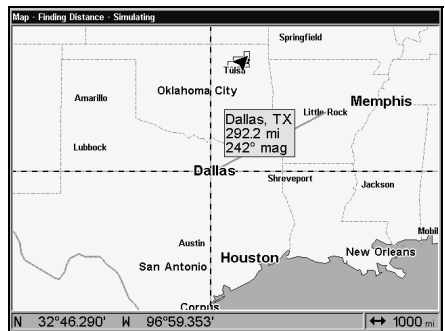 Map - Finding Distance - Simulating
Springfield
Tulsa
Oklahoma City
Amarillo
Memphis
Little Rock
Dallas, TX
292.2 mi
242° mag
Lubbock
Dallas
Shreveport
Jackson
Mobil
Austin
New Orleans
Houston
San Antonio
Corpus
N 32°46.290' W 96°59.353' ↔ 1000 mi